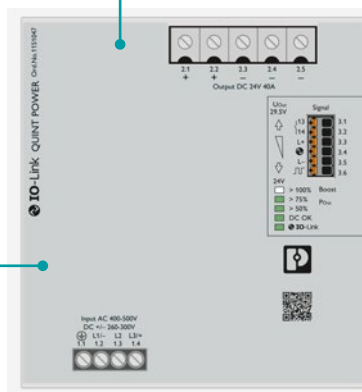 Ord.No.1151047
IO-Link QUINT POWER
2.1 2.2 2.3 2.4 2.5
+ + – – –
Output DC 24V 40A
UOut
29.5V
Signal
13 3.1
14 3.2
L+ 3.3
3.4
L– 3.5
3.6
24V
> 100% Boost
> 75% POut
> 50%
DC OK
IO-Link
Input AC 400-500V
DC +/– 260-300V
L1/– L2 L3/+
1.1 1.2 1.3 1.4